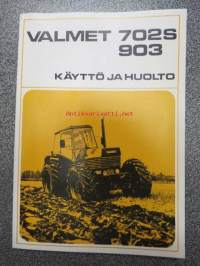 VALMET 702S
903
KÄYTTÖ JA HUOLTO